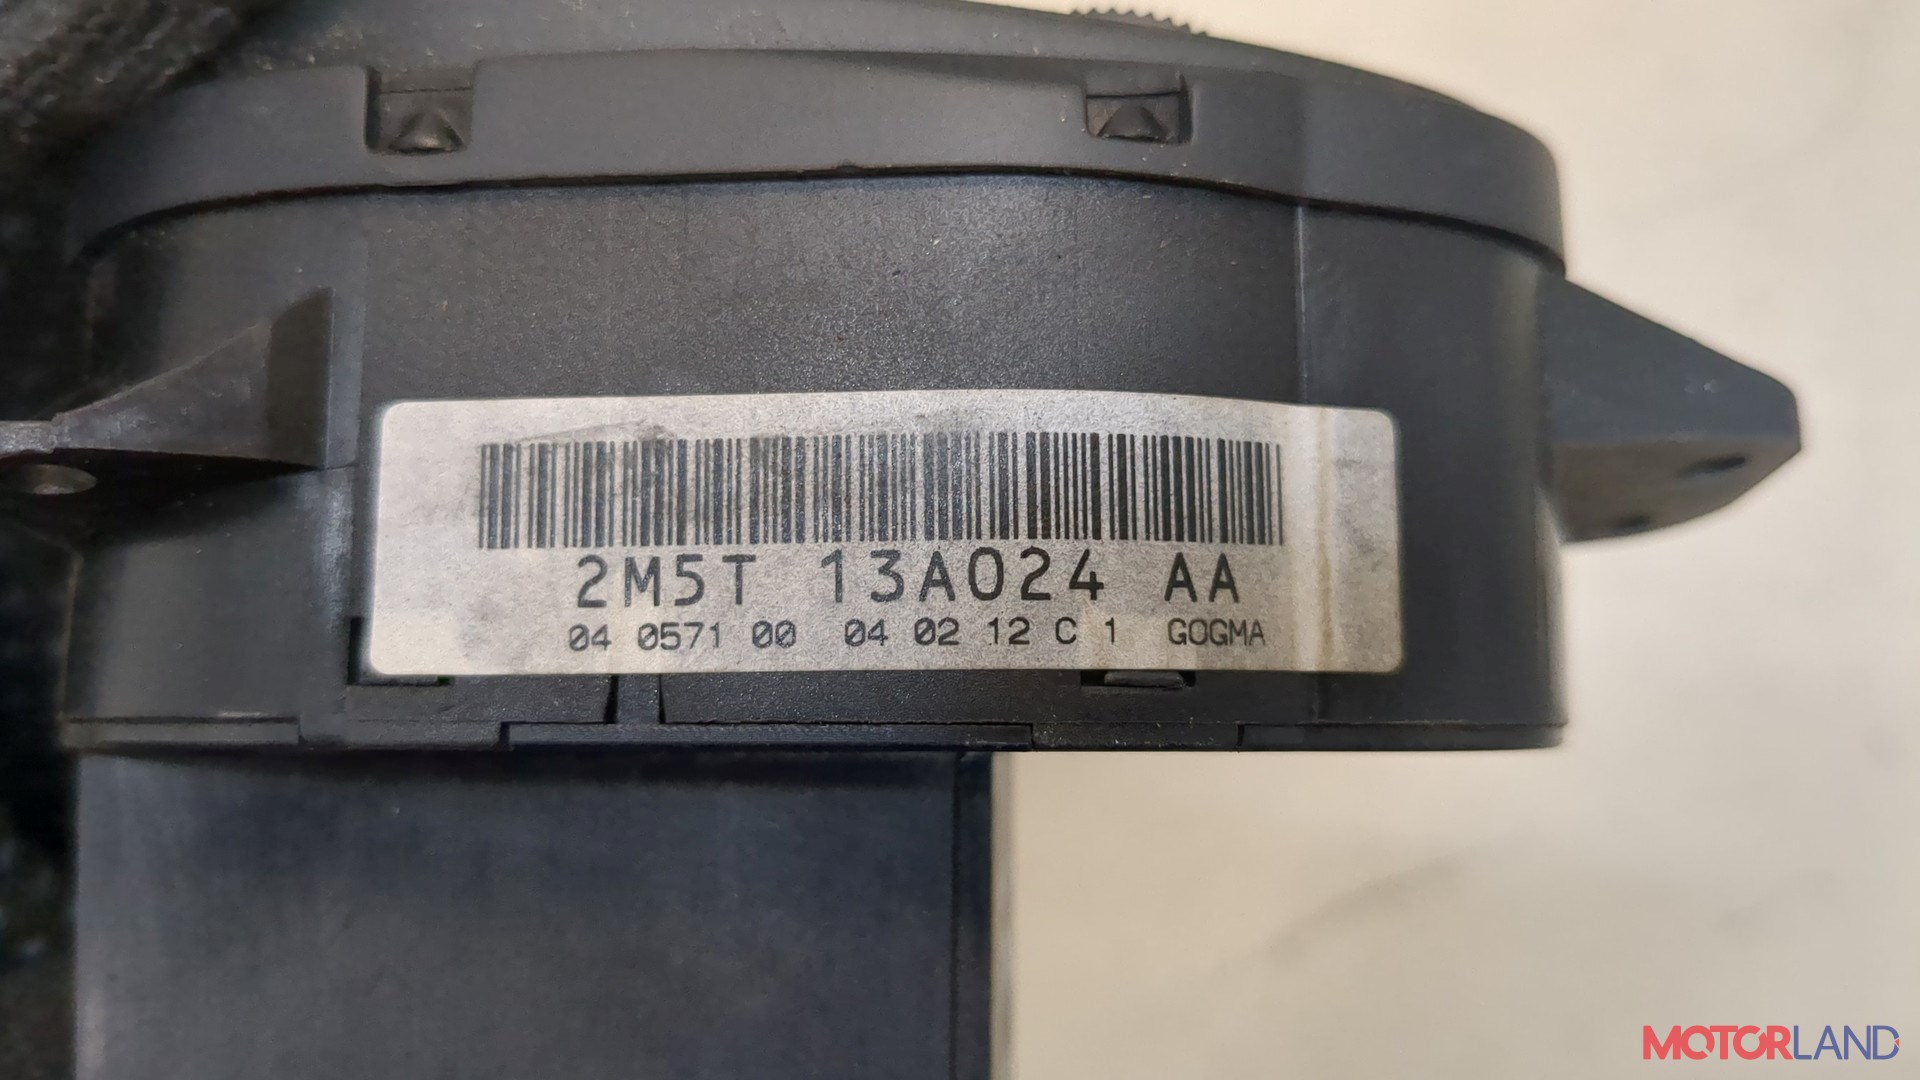 2M5T 13A024 AA
04 0571 00 04 02 12 C 1 GOGMA
MOTORLAND